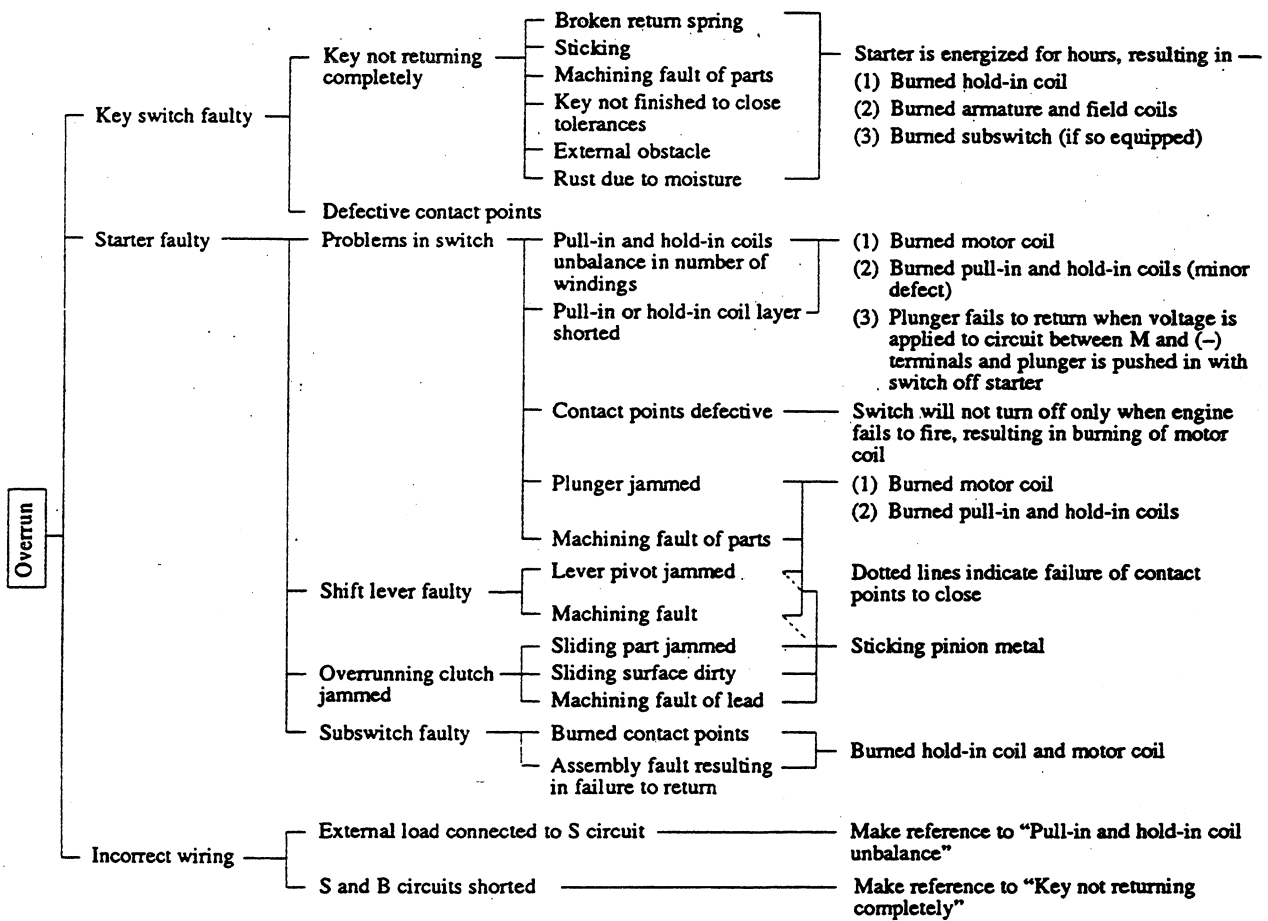 Overrun
Key switch faulty
Key not returning
completely
Broken return spring
Sticking
Machining fault of parts
Key not finished to close
tolerances
External obstacle
Rust due to moisture
Starter is energized for hours, resulting in —
(1) Burned hold-in coil
(2) Burned armature and field coils
(3) Burned subswitch (if so equipped)
Defective contact points
Starter faulty
Problems in switch
Pull-in and hold-in coils
unbalance in number of
windings
Pull-in or hold-in coil layer
shorted
(1) Burned motor coil
(2) Burned pull-in and hold-in coils (minor
defect)
(3) Plunger fails to return when voltage is
applied to circuit between M and (–)
terminals and plunger is pushed in with
switch off starter
Contact points defective
Switch will not turn off only when engine
fails to fire, resulting in burning of motor
coil
Plunger jammed
Machining fault of parts
(1) Burned motor coil
(2) Burned pull-in and hold-in coils
Shift lever faulty
Lever pivot jammed
Machining fault
Dotted lines indicate failure of contact
points to close
Overrunning clutch
jammed
Sliding part jammed
Sliding surface dirty
Machining fault of lead
Sticking pinion metal
Subswitch faulty
Burned contact points
Assembly fault resulting
in failure to return
Burned hold-in coil and motor coil
Incorrect wiring
External load connected to S circuit
Make reference to “Pull-in and hold-in coil
unbalance”
S and B circuits shorted
Make reference to “Key not returning
completely”